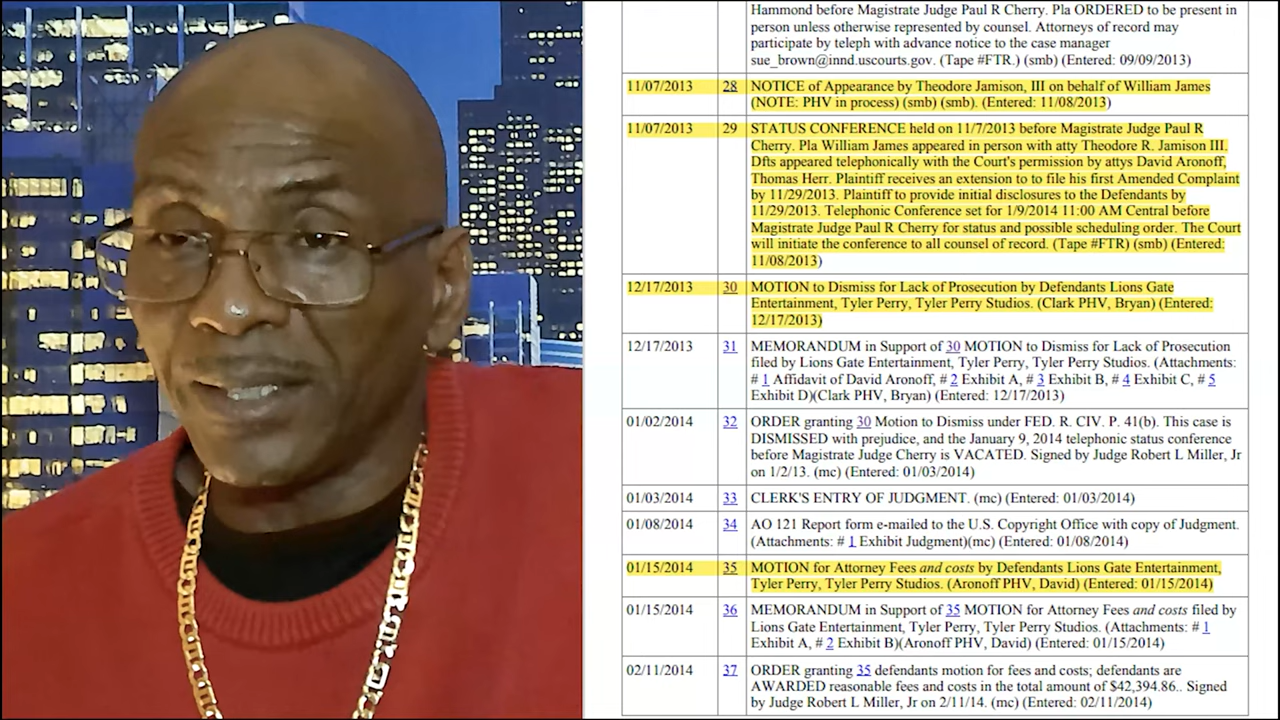 Hammond before Magistrate Judge Paul R Cherry. Pla ORDERED to be present in
person unless otherwise represented by counsel. Attorneys of record may
participate by teleph with advance notice to the case manager
sue_brown@innd.uscourts.gov. (Tape #FTR.) (smb) (Entered: 09/09/2013)
11/07/2013 28 NOTICE of Appearance by Theodore Jamison, III on behalf of William James
(NOTE: PHV in process) (smb) (smb). (Entered: 11/08/2013)
11/07/2013 29 STATUS CONFERENCE held on 11/7/2013 before Magistrate Judge Paul R
Cherry. Pla William James appeared in person with atty Theodore R. Jamison III.
Dfts appeared telephonically with the Court's permission by attys David Aronoff,
Thomas Herr. Plaintiff receives an extension to to file his first Amended Complaint
by 11/29/2013. Plaintiff to provide initial disclosures to the Defendants by
11/29/2013. Telephonic Conference set for 1/9/2014 11:00 AM Central before
Magistrate Judge Paul R Cherry for status and possible scheduling order. The Court
will initiate the conference to all counsel of record. (Tape #FTR) (smb) (Entered:
11/08/2013)
12/17/2013 30 MOTION to Dismiss for Lack of Prosecution by Defendants Lions Gate
Entertainment, Tyler Perry, Tyler Perry Studios. (Clark PHV, Bryan) (Entered:
12/17/2013)
12/17/2013 31 MEMORANDUM in Support of 30 MOTION to Dismiss for Lack of Prosecution
filed by Lions Gate Entertainment, Tyler Perry, Tyler Perry Studios. (Attachments:
# 1 Affidavit of David Aronoff, # 2 Exhibit A, # 3 Exhibit B, # 4 Exhibit C, # 5
Exhibit D)(Clark PHV, Bryan) (Entered: 12/17/2013)
01/02/2014 32 ORDER granting 30 Motion to Dismiss under FED. R. CIV. P. 41(b). This case is
DISMISSED with prejudice, and the January 9, 2014 telephonic status conference
before Magistrate Judge Cherry is VACATED. Signed by Judge Robert L Miller, Jr
on 1/2/13. (mc) (Entered: 01/03/2014)
01/03/2014 33 CLERK'S ENTRY OF JUDGMENT. (mc) (Entered: 01/03/2014)
01/08/2014 34 AO 121 Report form e-mailed to the U.S. Copyright Office with copy of Judgment.
(Attachments: # 1 Exhibit Judgment)(mc) (Entered: 01/08/2014)
01/15/2014 35 MOTION for Attorney Fees and costs by Defendants Lions Gate Entertainment,
Tyler Perry, Tyler Perry Studios. (Aronoff PHV, David) (Entered: 01/15/2014)
01/15/2014 36 MEMORANDUM in Support of 35 MOTION for Attorney Fees and costs filed by
Lions Gate Entertainment, Tyler Perry, Tyler Perry Studios. (Attachments: # 1
Exhibit A, # 2 Exhibit B)(Aronoff PHV, David) (Entered: 01/15/2014)
02/11/2014 37 ORDER granting 35 defendants motion for fees and costs; defendants are
AWARDED reasonable fees and costs in the total amount of $42,394.86.. Signed
by Judge Robert L Miller, Jr on 2/11/14. (mc) (Entered: 02/11/2014)